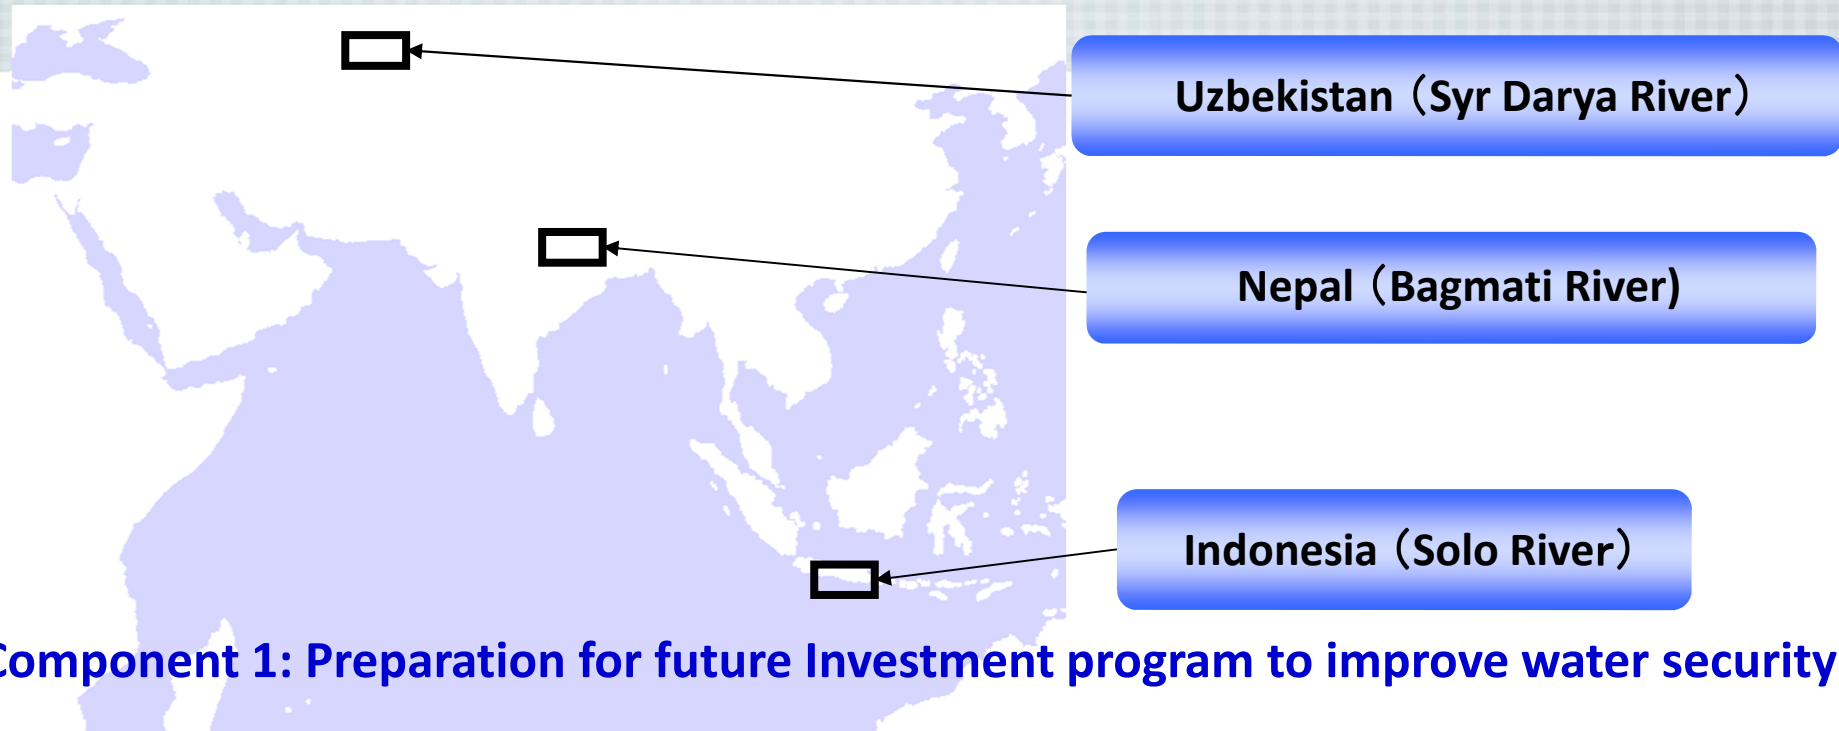 Uzbekistan（Syr Darya River）
Nepal（Bagmati River)
Indonesia（Solo River）
Component 1: Preparation for future Investment program to improve water security